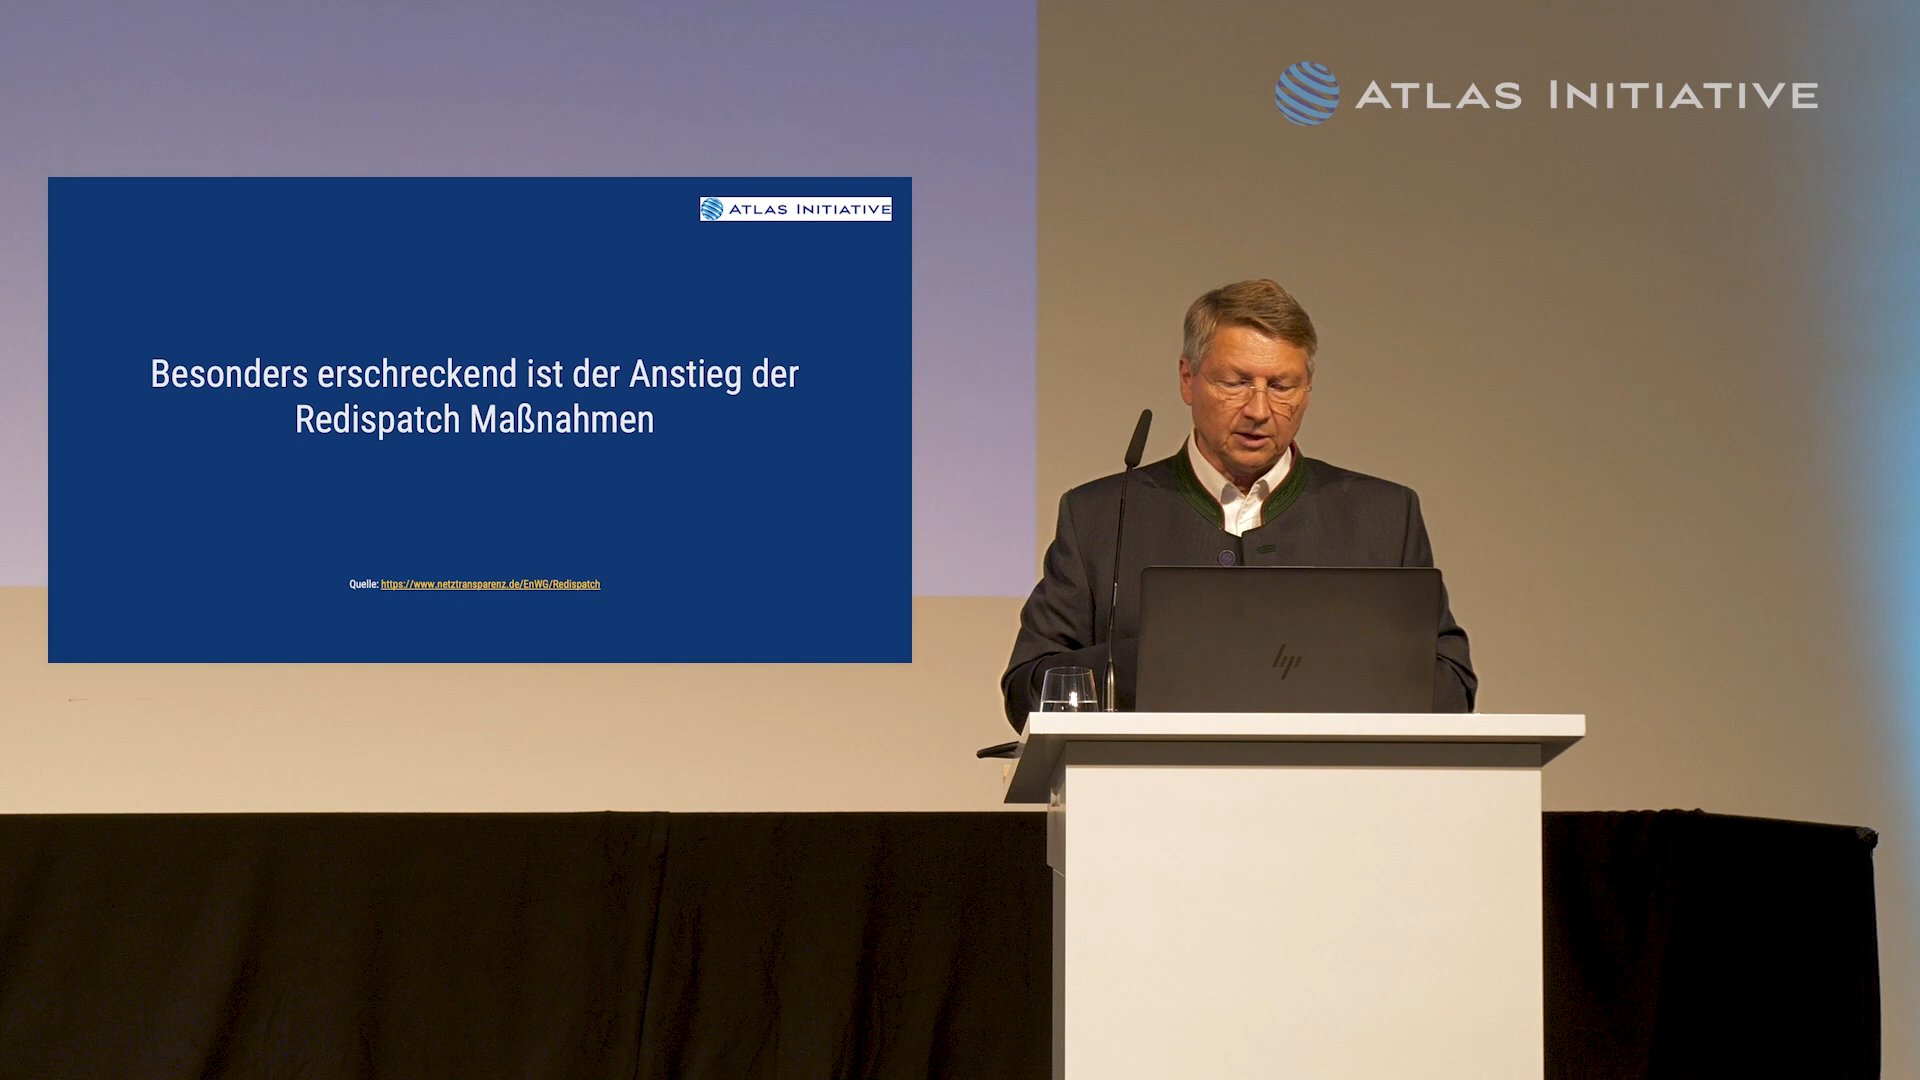 ATLAS INITIATIVE
ATLAS INITIATIVE
Besonders erschreckend ist der Anstieg der
Redispatch Maßnahmen
Quelle: https://www.netztransparenz.de/EnWG/Redispatch
hp